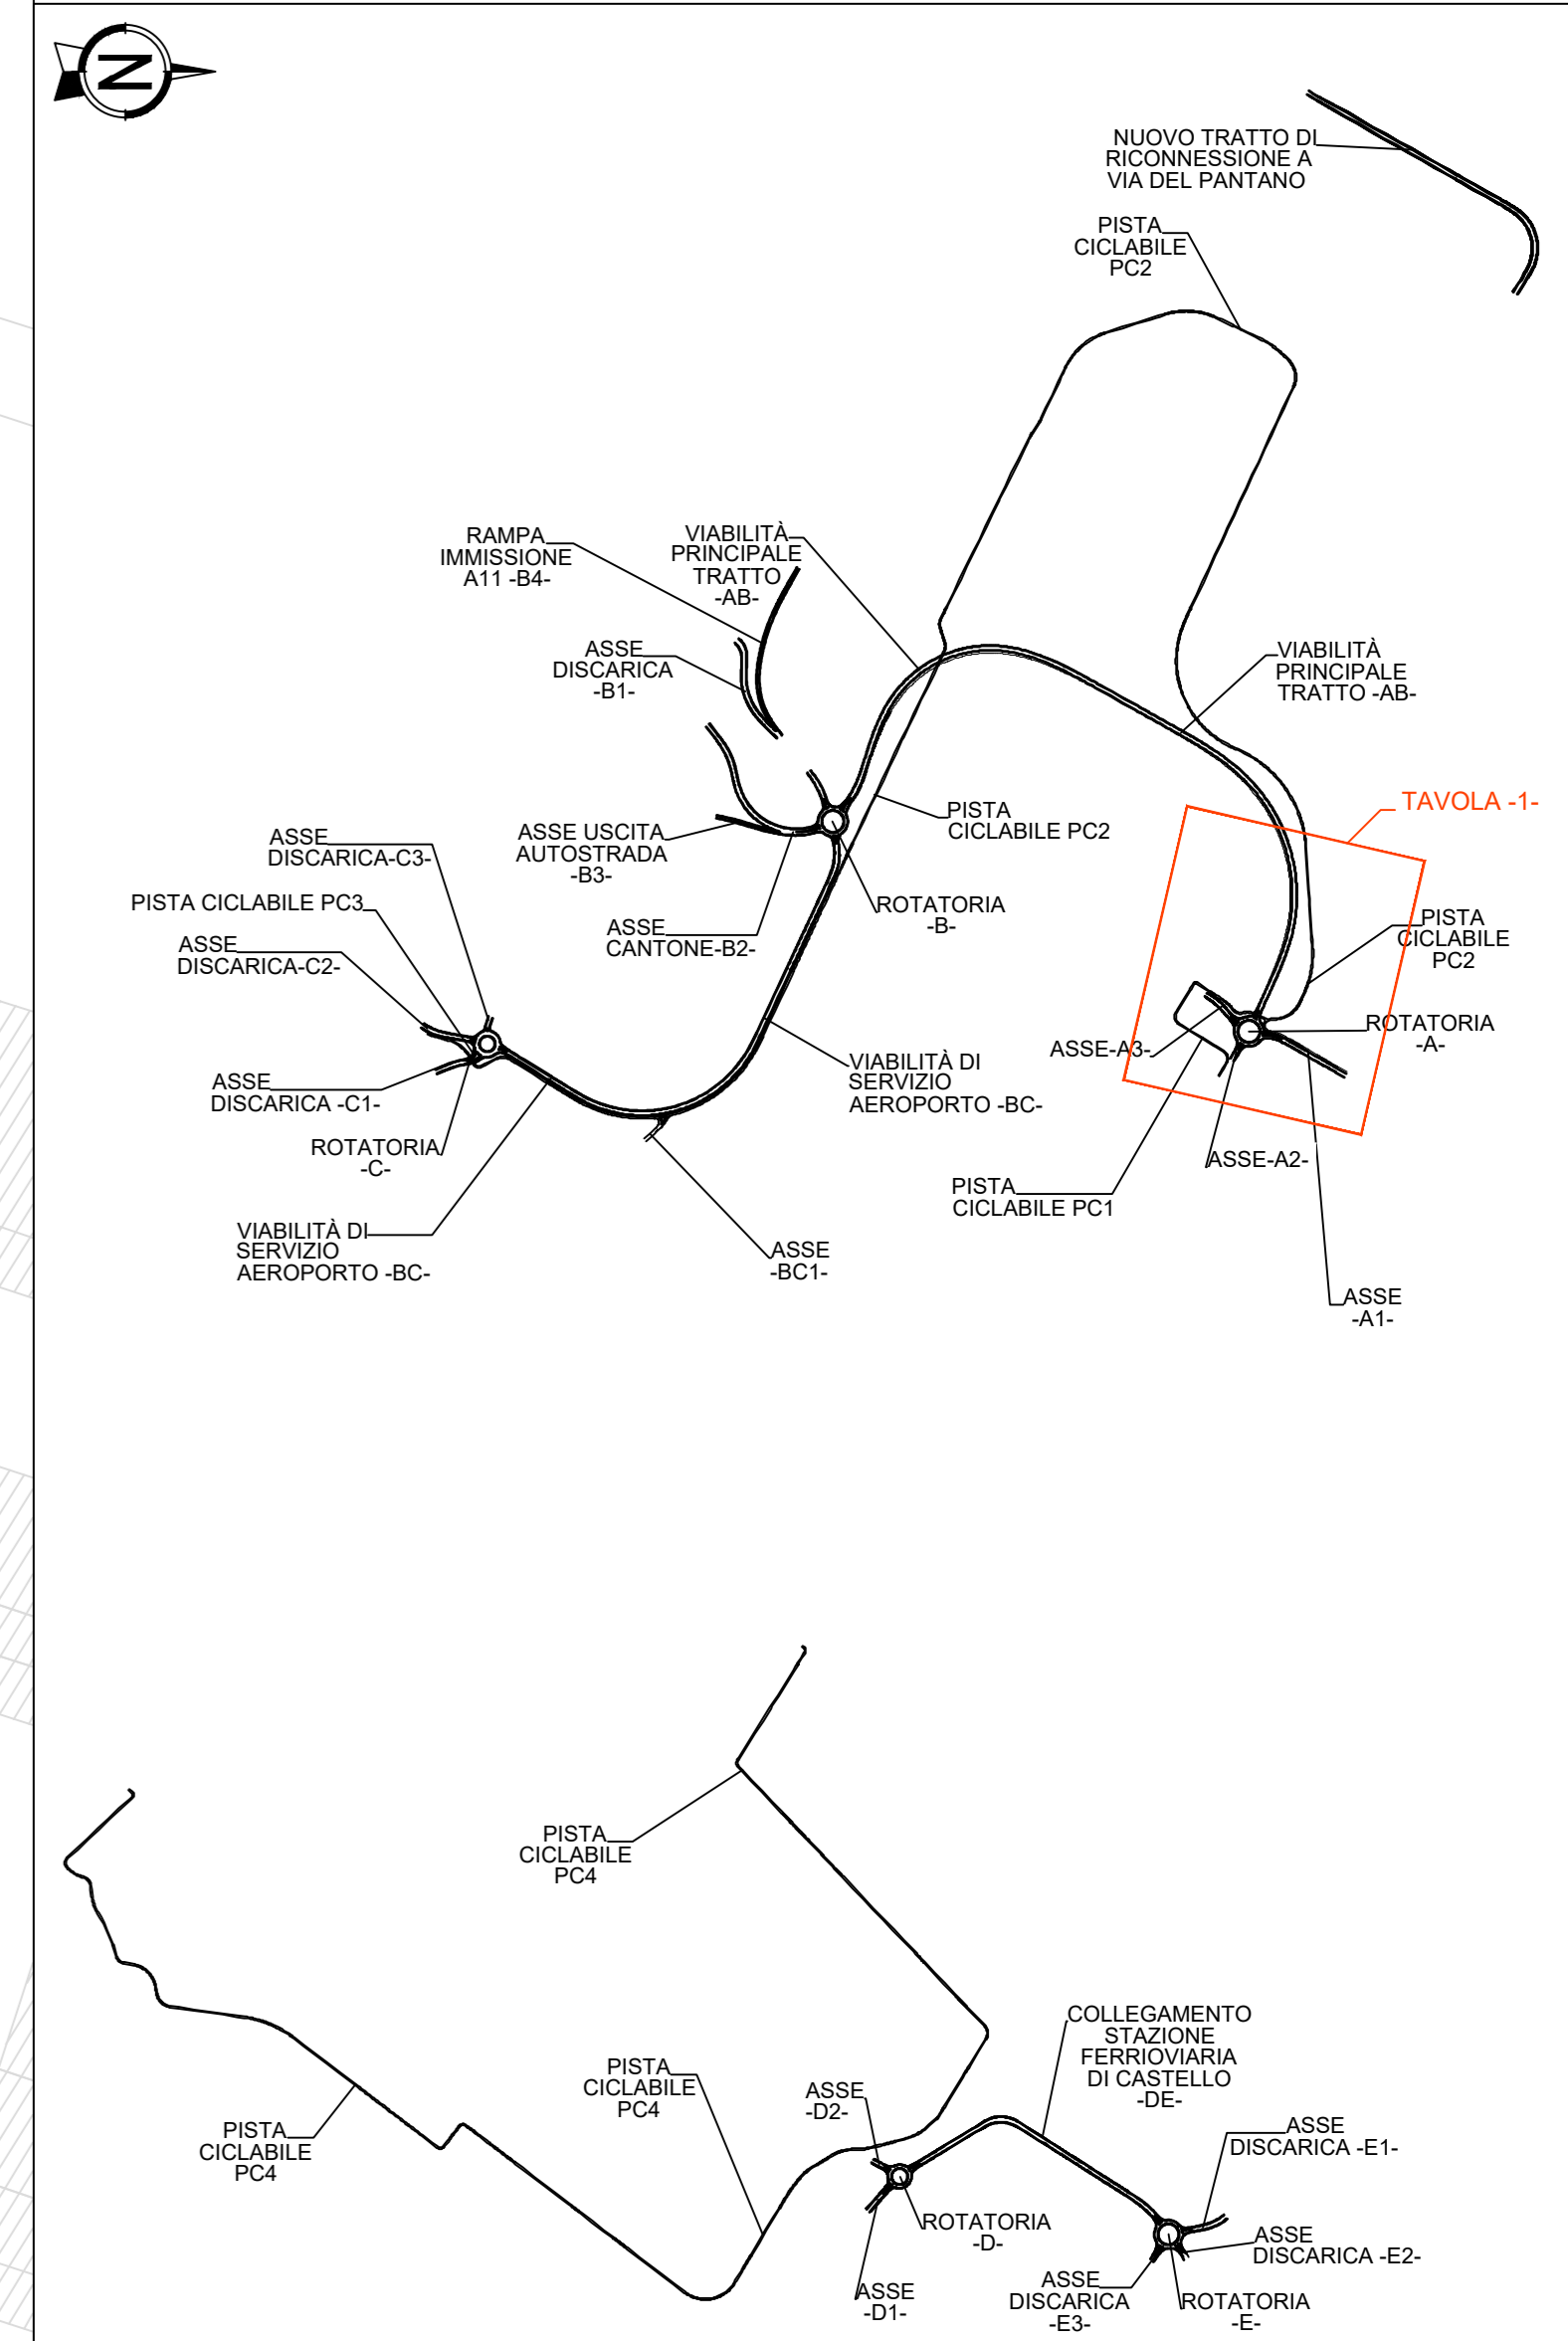 N
NUOVO TRATTO DI
RICONNESSIONE A
VIA DEL PANTANO
PISTA
CICLABILE
PC2
RAMPA
IMMISSIONE
A11 -B4-
VIABILITÀ
PRINCIPALE
TRATTO
-AB-
ASSE
DISCARICA
-B1-
VIABILITÀ
PRINCIPALE
TRATTO -AB-
TAVOLA -1-
PISTA
CICLABILE PC2
ASSE USCITA
AUTOSTRADA
-B3-
ASSE
DISCARICA-C3-
PISTA CICLABILE PC3
ROTATORIA
-B-
ASSE
CANTONE-B2-
PISTA
CICLABILE
PC2
ASSE
DISCARICA-C2-
ROTATORIA
-A-
ASSE-A3-
VIABILITÀ DI
SERVIZIO
AEROPORTO -BC-
ASSE
DISCARICA -C1-
ROTATORIA
-C-
ASSE-A2-
PISTA
CICLABILE PC1
VIABILITÀ DI
SERVIZIO
AEROPORTO -BC-
ASSE
-BC1-
ASSE
-A1-
PISTA
CICLABILE
PC4
COLLEGAMENTO
STAZIONE
FERRIOVIARIA
DI CASTELLO
-DE-
PISTA
CICLABILE
PC4
ASSE
-D2-
PISTA
CICLABILE
PC4
ASSE
DISCARICA -E1-
ROTATORIA
-D-
ASSE
DISCARICA -E2-
ASSE
-D1-
ASSE
DISCARICA
-E3-
ROTATORIA
-E-